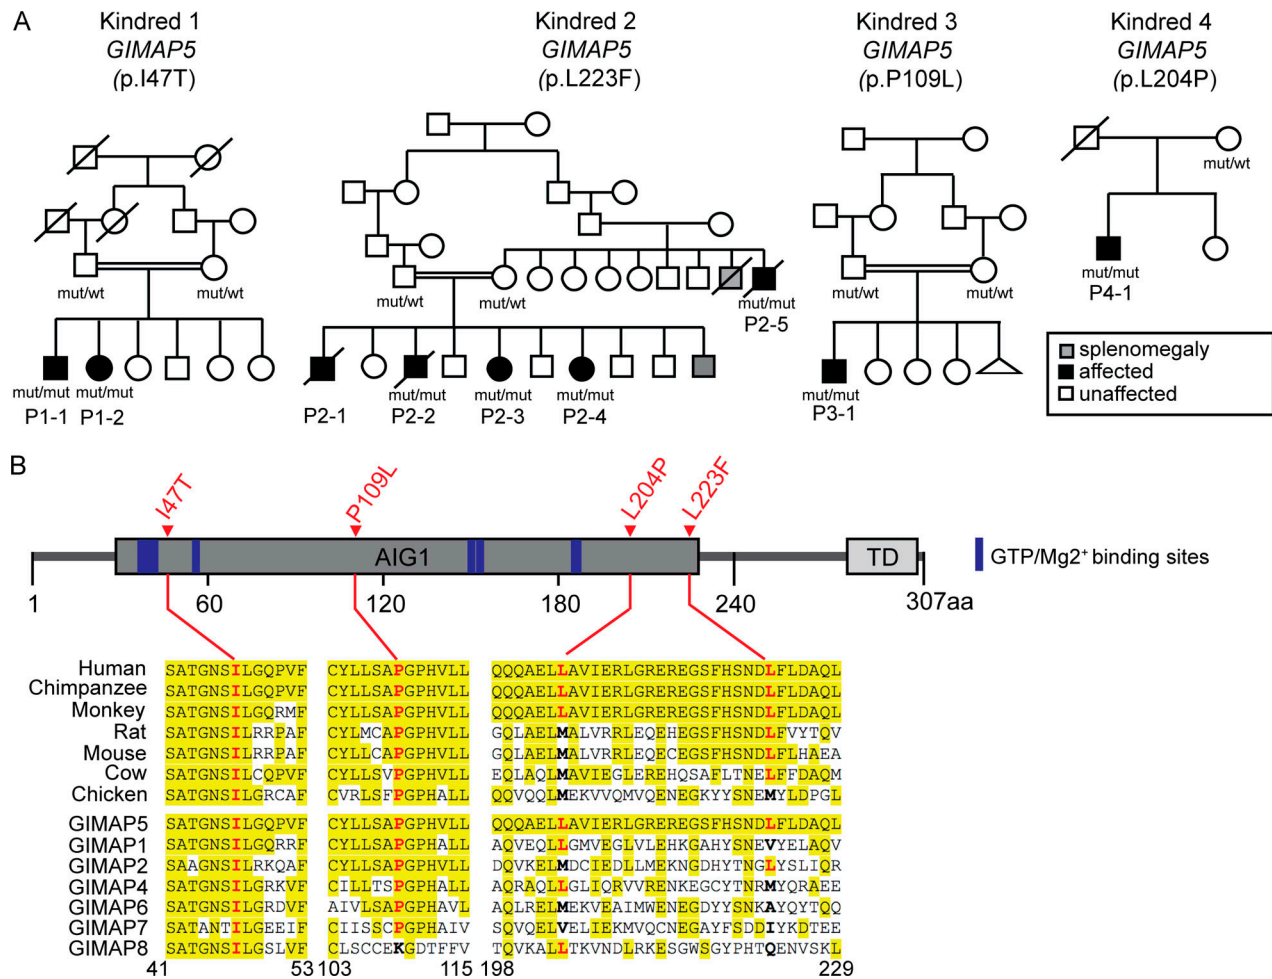 A
Kindred 1
GIMAP5
(p.I47T)
Kindred 2
GIMAP5
(p.L223F)
Kindred 3
GIMAP5
(p.P109L)
Kindred 4
GIMAP5
(p.L204P)
mut/wt
mut/wt
mut/wt
mut/mut
P1-1
mut/mut
P1-2
mut/wt
mut/wt
mut/mut
P2-5
P2-1
mut/mut
P2-2
mut/mut
P2-3
mut/mut
P2-4
mut/wt
mut/wt
mut/mut
P3-1
mut/mut
P4-1
splenomegaly
affected
unaffected
B
I47T
P109L
L204P
L223F
AIG1
TD
GTP/Mg2+ binding sites
1
60
120
180
240
307aa
Human SATGNSILGQPVF CYLLSAPGPHVLL QQQAELLAVIERLGREREGSFHSNDLFLDAQL
Chimpanzee SATGNSILGQPVF CYLLSAPGPHVLL QQQAELLAVIERLGREREGSFHSNDLFLDAQL
Monkey SATGNSILGQRMF CYLLSAPGPHVLL QQQAELLAVIERLGREREGSFHSNDLFLDAQL
Rat SATGNSILRRPAF CYLMCAPGPHVLL GQLAELMALVRRLEQEHEGSFHSNDLFVYTQV
Mouse SATGNSILRRPAF CYLLCAPGPHVLL GQLAELMALVRRLEQECEGSFHSNDLFLHAEA
Cow SATGNSILCQPVF CYLLSVPGPHVLL EQLAQLMAVIEGLEREHQSAFLTNELFFDAQM
Chicken SATGNSILGRCAF CVRLSFPGPHALL QQVQQLMEKVVQMVQENEGKYYSNEMYLDPGL
GIMAP5 SATGNSILGQPVF CYLLSAPGPHVLL QQQAELLAVIERLGREREGSFHSNDLFLDAQL
GIMAP1 SATGNSILGQRRF CYLLSAPGPHALL AQVEQLLGMVEGLVLEHKGAHYSNEVYELAQV
GIMAP2 SAAGNSILRKQAF CYLLSAPGPHALL DQVKELMDCIEDLLMEKNGDHYTNGLYSLIQR
GIMAP4 SATGNSILGRKVF CILLTSPGPHALL AQRAQLLGLIQRVVRENKEGCYTNRMYQRAEE
GIMAP6 SATGNSILGRDVF AIVLSAPGPHAVL AQLRELMEKVEAIMWENEGDYYSNKAYQYTQQ
GIMAP7 SATANTILGEEIF CIISSCPGPHAIV SQVQELVELIEKMVQCNEGAYFSDDIYKDTEE
GIMAP8 SATGNSILGSLVF CLSCCEKGDTFFV TQVKALLTKVNDLRKESGWSGYPHTQENVSKL
41 53 103 115 198 229